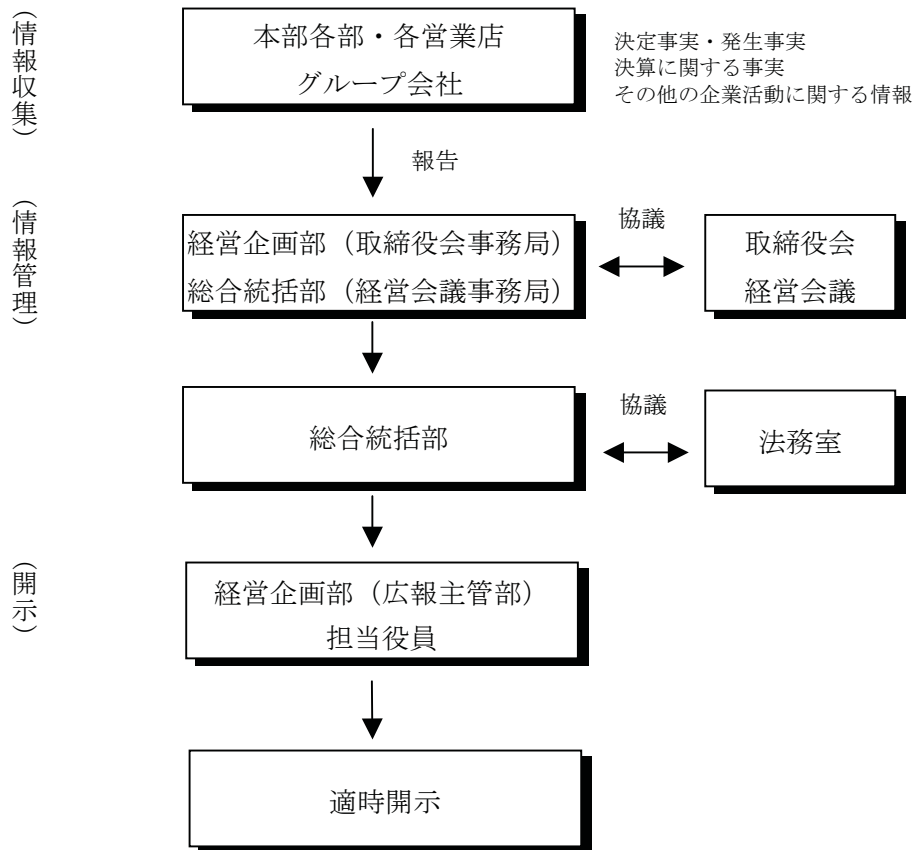 (情報収集)
本部各部・各営業店
グループ会社
決定事実・発生事実
決算に関する事実
その他の企業活動に関する情報
報告
(情報管理)
経営企画部(取締役会事務局)
総合統括部(経営会議事務局)
協議
取締役会
経営会議
総合統括部
協議
法務室
(開示)
経営企画部(広報主管部)
担当役員
適時開示